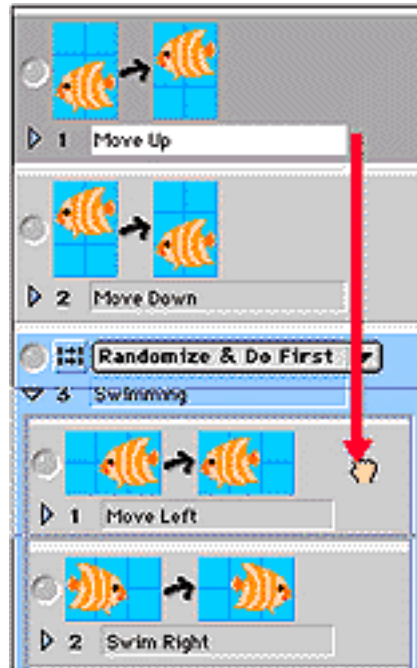 1 Move Up
2 Move Down
Randomize & Do First
3 Swimming
1 Move Left
2 Swim Right